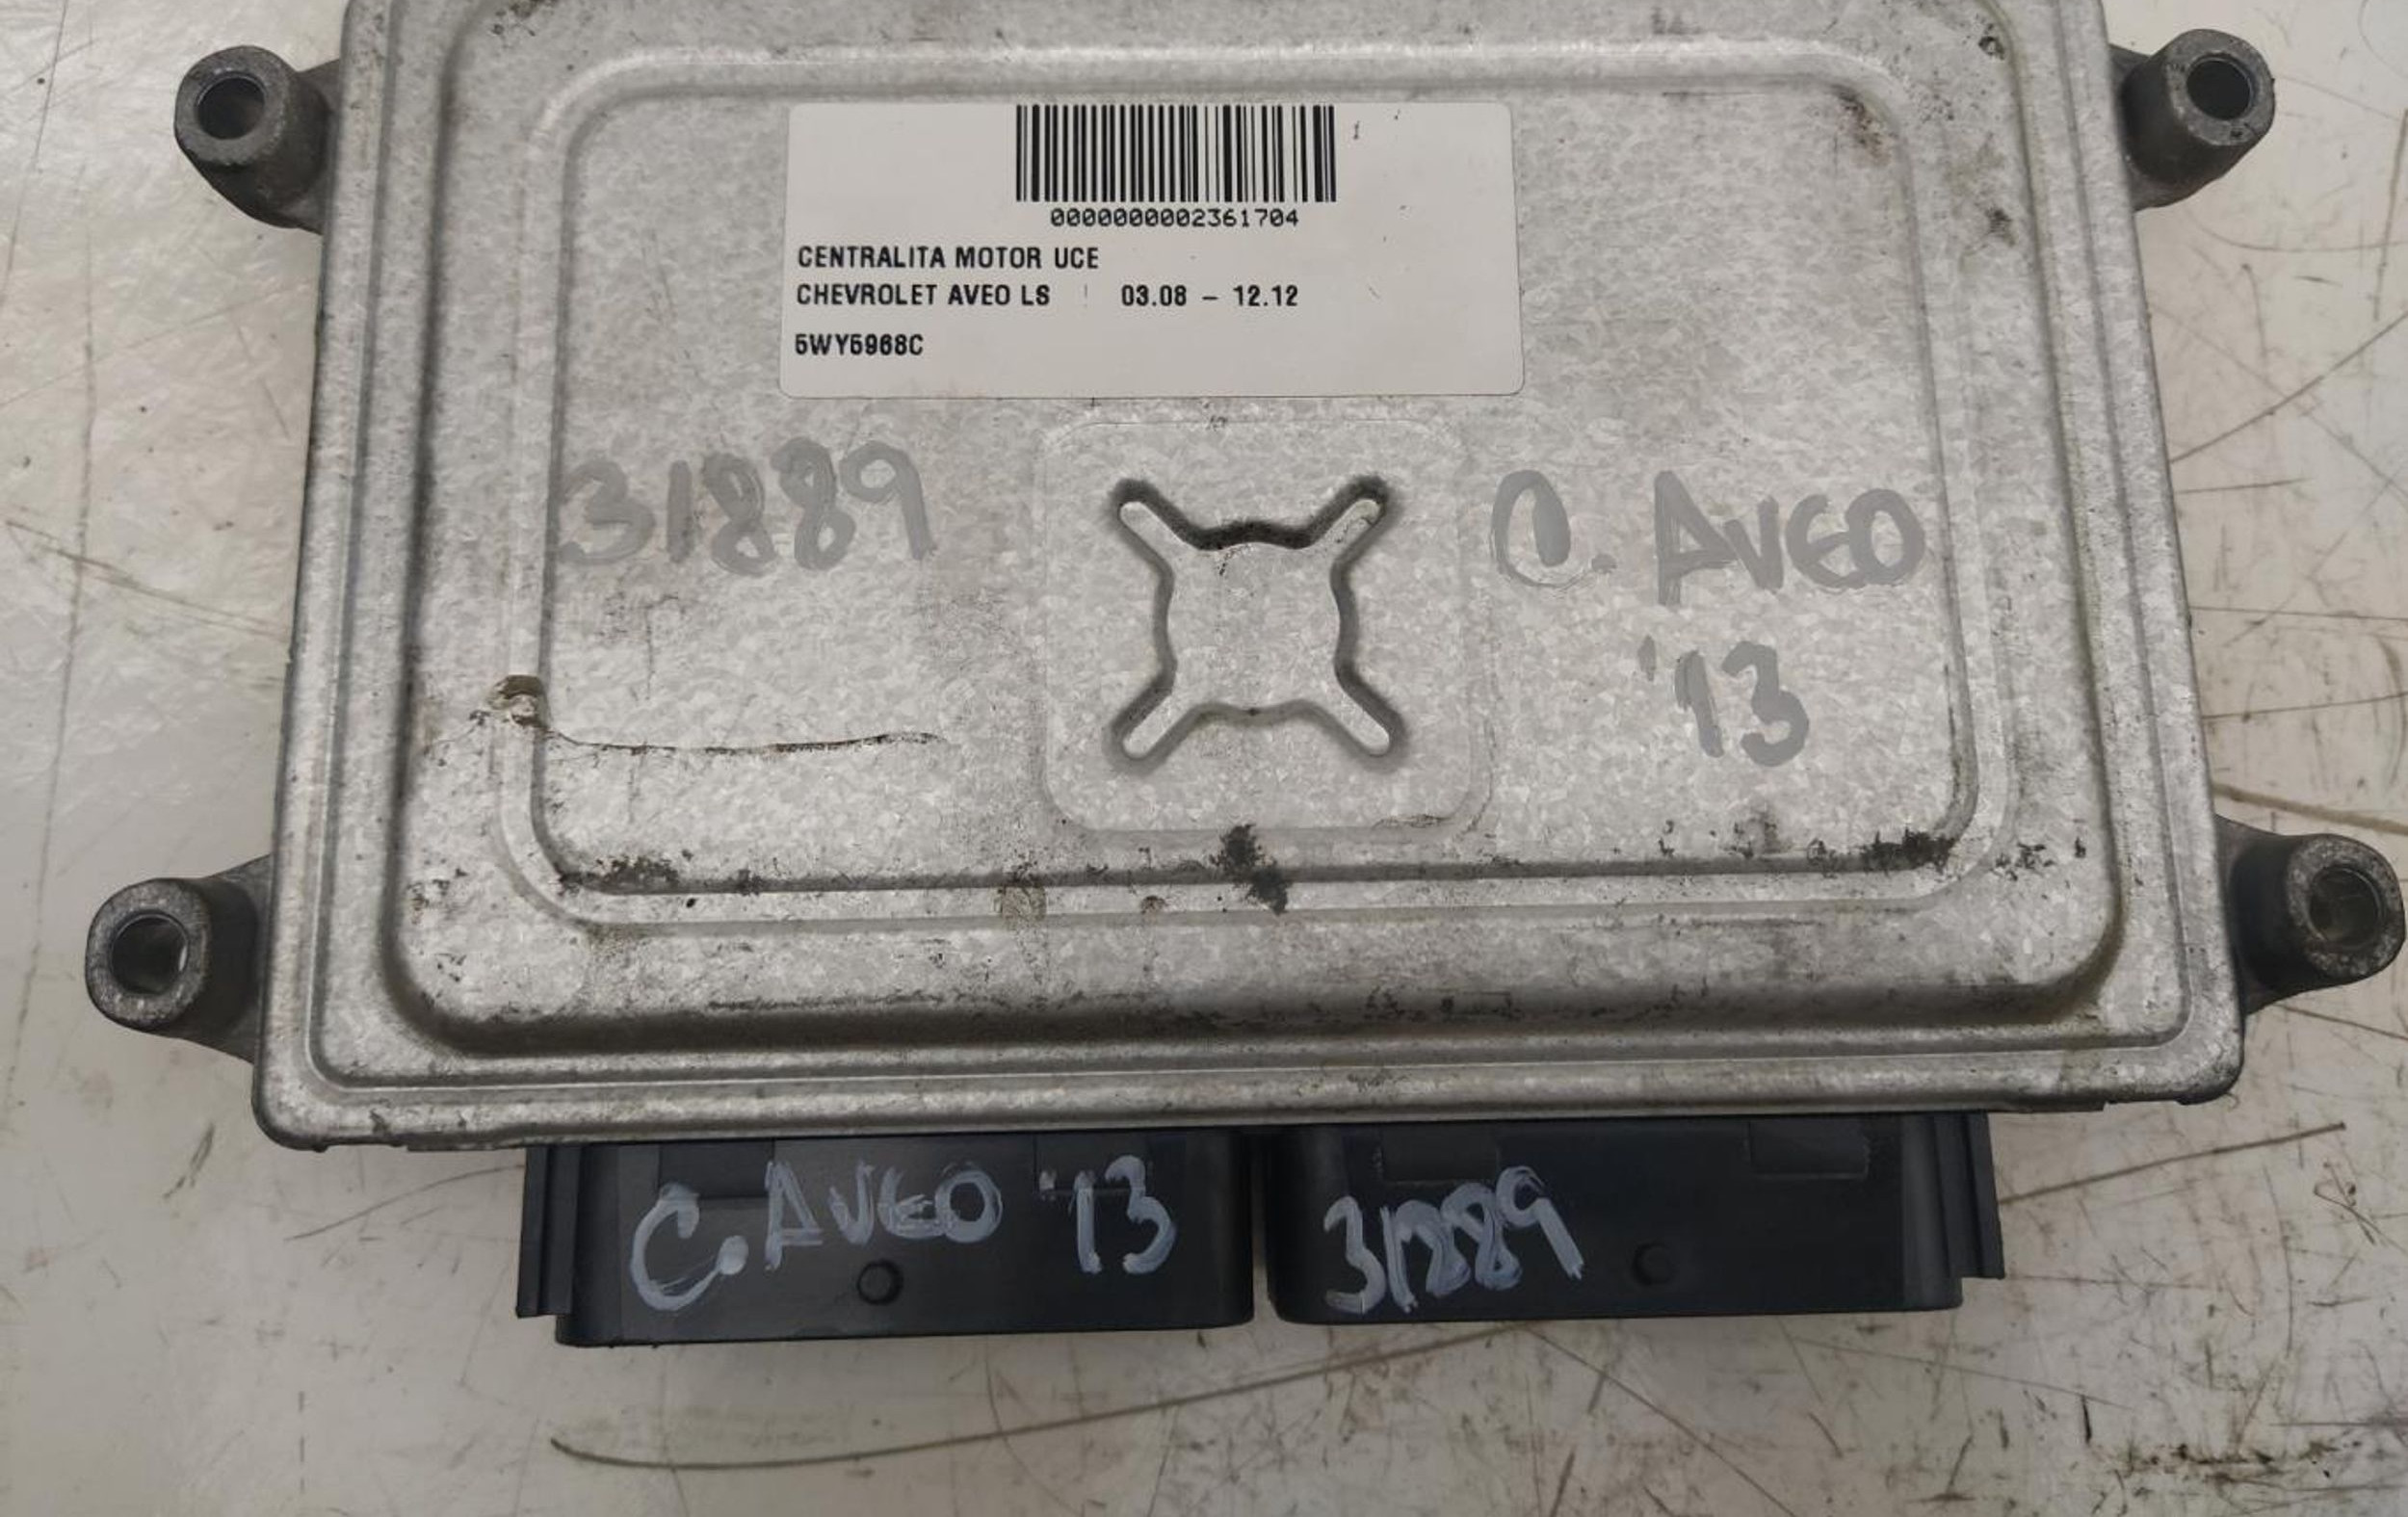 0000000002361704
CENTRALITA MOTOR UCE
CHEVROLET AVEO LS 03.08 - 12.12
5WY5968C
31889
C. AVEO
'13
C. AVEO '13
31889